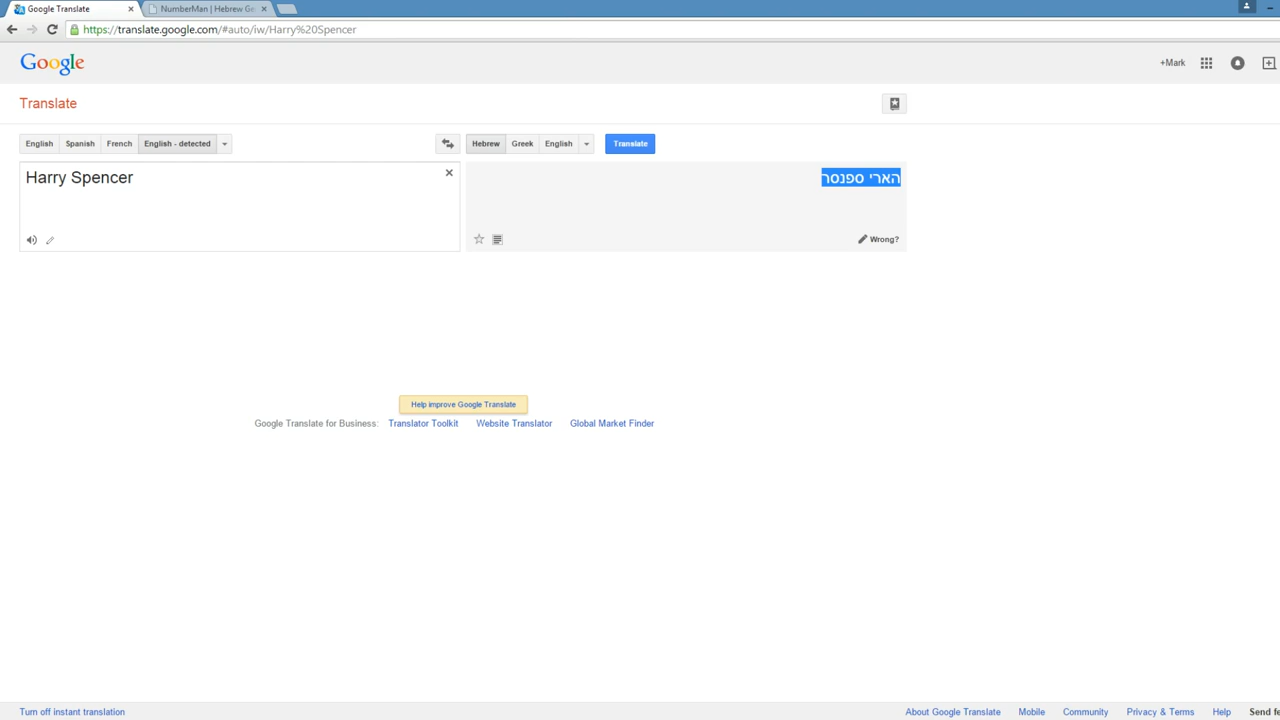 Google Translate
NumberMan | Hebrew Ge
https://translate.google.com/#auto/iw/Harry%20Spencer
Google
+Mark
Translate
English Spanish French English - detected
Hebrew Greek English Translate
Harry Spencer
הארי ספנסר
Wrong?
Help improve Google Translate
Google Translate for Business: Translator Toolkit Website Translator Global Market Finder
Turn off instant translation
About Google Translate Mobile Community Privacy & Terms Help Send fe